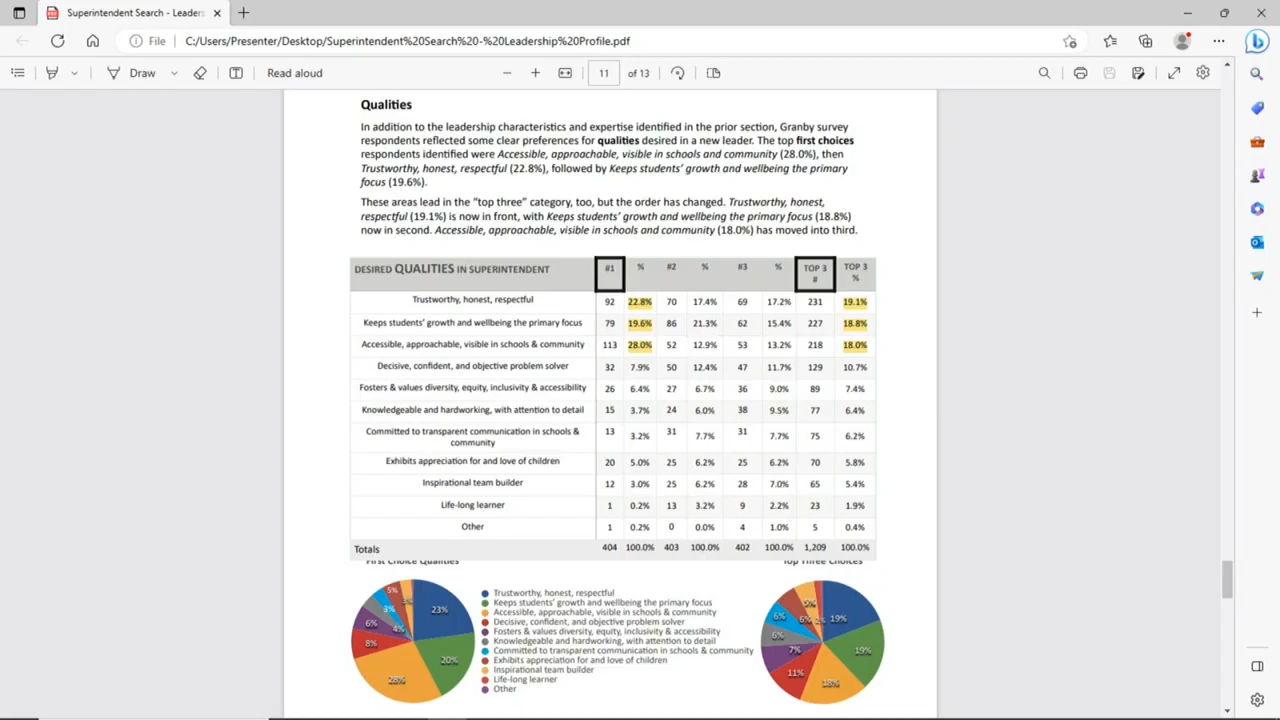 Superintendent Search - Leaders
File
C:/Users/Presenter/Desktop/Superintendent%20Search%20-%20Leadership%20Profile.pdf
Draw
Read aloud
11
of 13
Qualities
In addition to the leadership characteristics and expertise identified in the prior section, Granby survey
respondents reflected some clear preferences for qualities desired in a new leader. The top first choices
respondents identified were Accessible, approachable, visible in schools and community (28.0%), then
Trustworthy, honest, respectful (22.8%), followed by Keeps students' growth and wellbeing the primary
focus (19.6%).
These areas lead in the "top three" category, too, but the order has changed. Trustworthy, honest,
respectful (19.1%) is now in front, with Keeps students' growth and wellbeing the primary focus (18.8%)
now in second. Accessible, approachable, visible in schools and community (18.0%) has moved into third.
DESIRED QUALITIES IN SUPERINTENDENT #1 % #2 % #3 % TOP 3 # TOP 3 %
Trustworthy, honest, respectful 92 22.8% 70 17.4% 69 17.2% 231 19.1%
Keeps students' growth and wellbeing the primary focus 79 19.6% 86 21.3% 62 15.4% 227 18.8%
Accessible, approachable, visible in schools & community 113 28.0% 52 12.9% 53 13.2% 218 18.0%
Decisive, confident, and objective problem solver 32 7.9% 50 12.4% 47 11.7% 129 10.7%
Fosters & values diversity, equity, inclusivity & accessibility 26 6.4% 27 6.7% 36 9.0% 89 7.4%
Knowledgeable and hardworking, with attention to detail 15 3.7% 24 6.0% 38 9.5% 77 6.4%
Committed to transparent communication in schools &
community 13 3.2% 31 7.7% 31 7.7% 75 6.2%
Exhibits appreciation for and love of children 20 5.0% 25 6.2% 25 6.2% 70 5.8%
Inspirational team builder 12 3.0% 25 6.2% 28 7.0% 65 5.4%
Life-long learner 1 0.2% 13 3.2% 9 2.2% 23 1.9%
Other 1 0.2% 0 0.0% 4 1.0% 5 0.4%
Totals 404 100.0% 403 100.0% 402 100.0% 1,209 100.0%
First Choice Qualities
23%
20%
28%
8%
6%
4%
3%
5%
3%
Trustworthy, honest, respectful
Keeps students' growth and wellbeing the primary focus
Accessible, approachable, visible in schools & community
Decisive, confident, and objective problem solver
Fosters & values diversity, equity, inclusivity & accessibility
Knowledgeable and hardworking, with attention to detail
Committed to transparent communication in schools & community
Exhibits appreciation for and love of children
Inspirational team builder
Life-long learner
Other
Top Three Choices
19%
19%
18%
11%
7%
6%
6%
6%
5%
2%